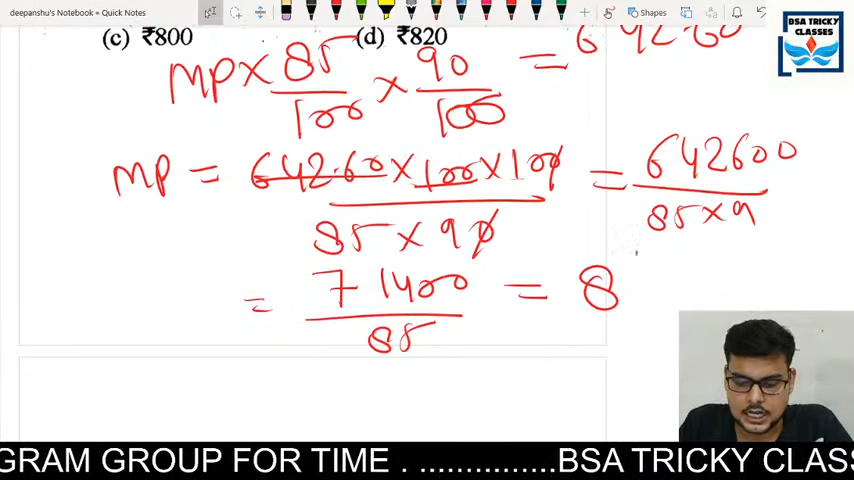 deepanshu's Notebook » Quick Notes
Shapes
BSA TRICKY
CLASSES
(c) ₹800 (d) ₹820
MP × 85/100 × 90/100 = 642.60
MP = 642.60 × 100 × 100 / 85 × 90 = 642600 / 85 × 9
= 71400 / 85 = 8
GRAM GROUP FOR TIME . ...............BSA TRICKY CLAS